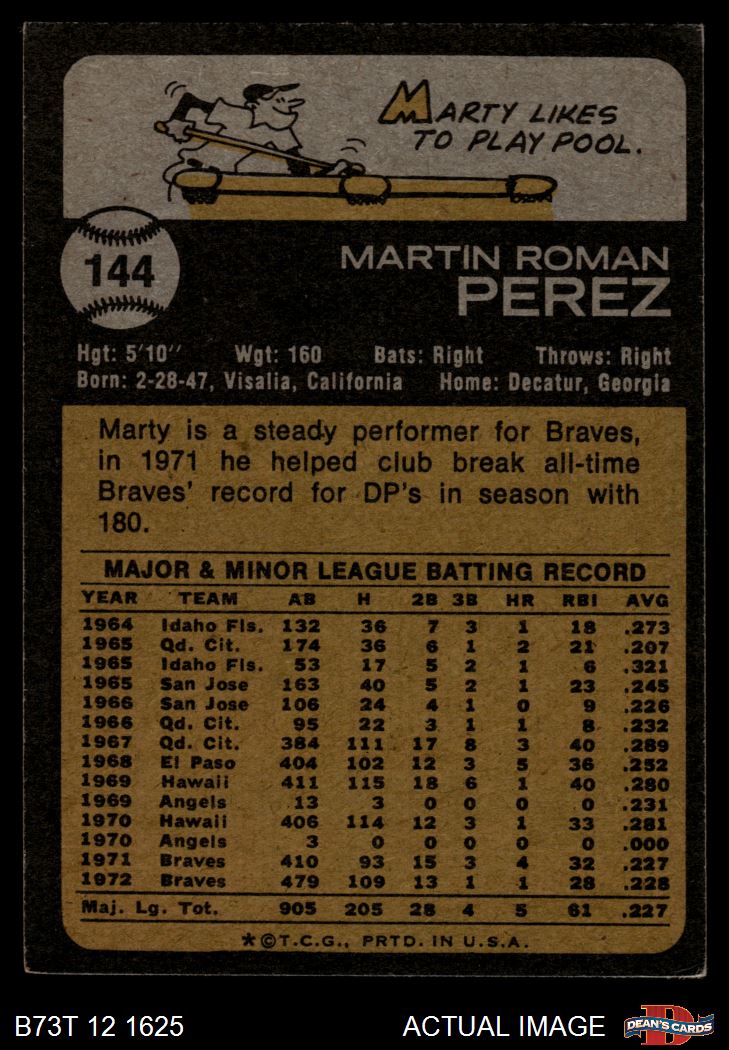 MARTY LIKES
TO PLAY POOL.
144
MARTIN ROMAN
PEREZ
Hgt: 5'10'' Wgt: 160 Bats: Right Throws: Right
Born: 2-28-47, Visalia, California Home: Decatur, Georgia
Marty is a steady performer for Braves,
in 1971 he helped club break all-time
Braves' record for DP's in season with
180.
MAJOR & MINOR LEAGUE BATTING RECORD
YEAR TEAM AB H 2B 3B HR RBI AVG
1964 Idaho Fls. 132 36 7 3 1 18 .273
1965 Qd. Cit. 174 36 6 1 2 21 .207
1965 Idaho Fls. 53 17 5 2 1 6 .321
1965 San Jose 163 40 5 2 1 23 .245
1966 San Jose 106 24 4 1 0 9 .226
1966 Qd. Cit. 95 22 3 1 1 8 .232
1967 Qd. Cit. 384 111 17 8 3 40 .289
1968 El Paso 404 102 12 3 5 36 .252
1969 Hawaii 411 115 18 6 1 40 .280
1969 Angels 13 3 0 0 0 0 .231
1970 Hawaii 406 114 12 3 1 33 .281
1970 Angels 3 0 0 0 0 0 .000
1971 Braves 410 93 15 3 4 32 .227
1972 Braves 479 109 13 1 1 28 .228
Maj. Lg. Tot. 905 205 28 4 5 61 .227
*©T.C.G., PRTD. IN U.S.A.
B73T 12 1625 ACTUAL IMAGE
D
DEAN'S CARDS